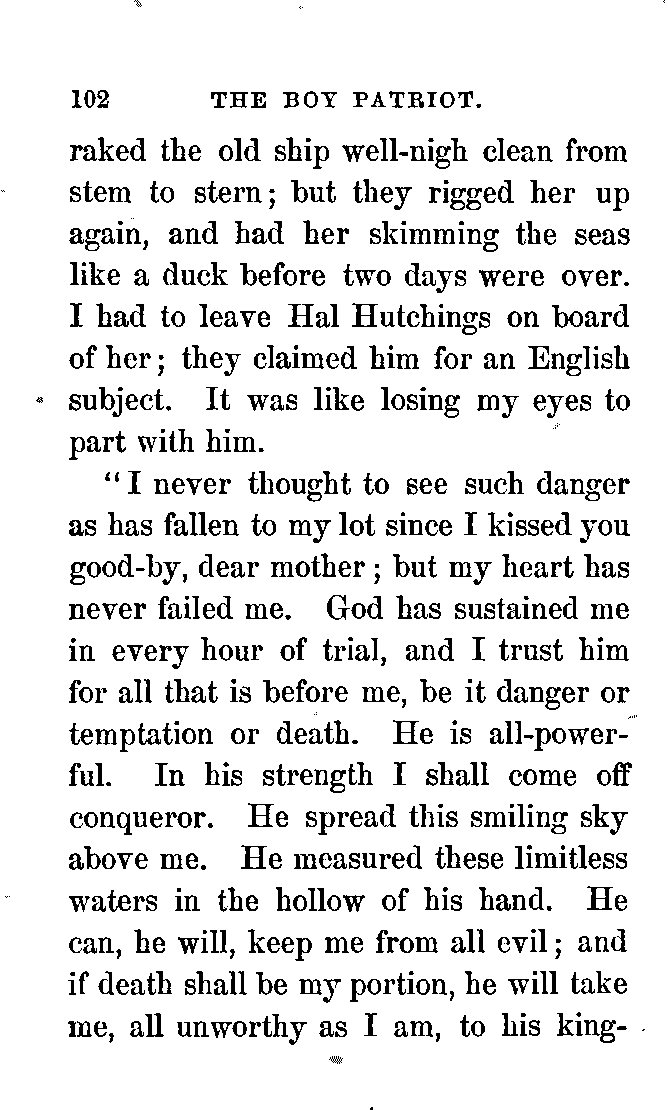 102 THE BOY PATRIOT.
raked the old ship well-nigh clean from
stem to stern; but they rigged her up
again, and had her skimming the seas
like a duck before two days were over.
I had to leave Hal Hutchings on board
of her; they claimed him for an English
subject. It was like losing my eyes to
part with him.
"I never thought to see such danger
as has fallen to my lot since I kissed you
good-by, dear mother; but my heart has
never failed me. God has sustained me
in every hour of trial, and I trust him
for all that is before me, be it danger or
temptation or death. He is all-power-
ful. In his strength I shall come off
conqueror. He spread this smiling sky
above me. He measured these limitless
waters in the hollow of his hand. He
can, he will, keep me from all evil; and
if death shall be my portion, he will take
me, all unworthy as I am, to his king-